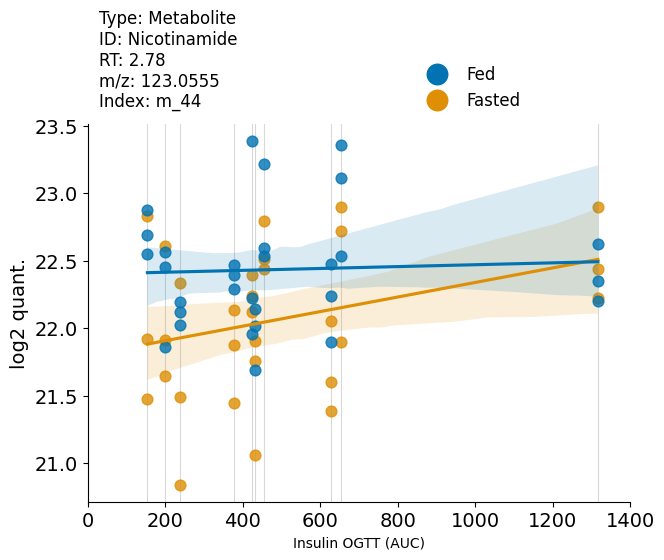 Type: Metabolite
ID: Nicotinamide
RT: 2.78
m/z: 123.0555
Index: m_44
Fed
Fasted
23.5
23.0
22.5
22.0
21.5
21.0
log2 quant.
0 200 400 600 800 1000 1200 1400
Insulin OGTT (AUC)